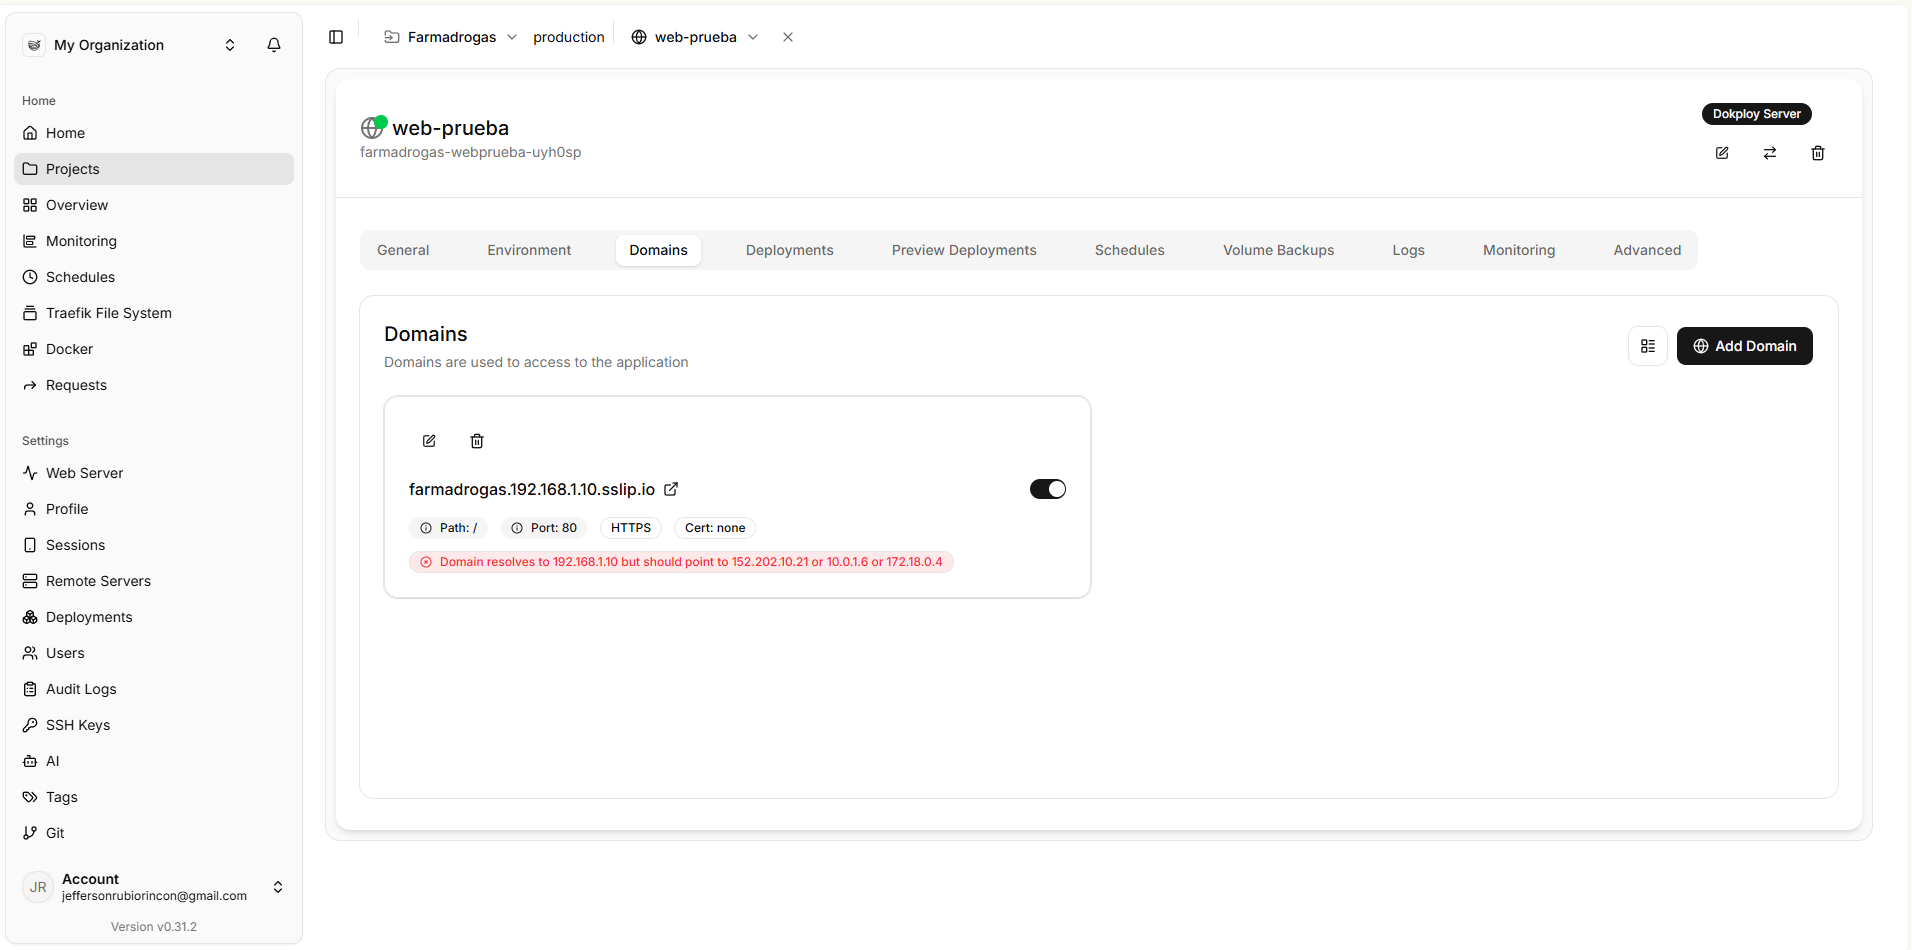 My Organization
Home
Home
Projects
Overview
Monitoring
Schedules
Traefik File System
Docker
Requests
Settings
Web Server
Profile
Sessions
Remote Servers
Deployments
Users
Audit Logs
SSH Keys
AI
Tags
Git
JR
Account
jeffersonrubiorincon@gmail.com
Version v0.31.2
Farmadrogas production web-prueba
web-prueba
farmadrogas-webprueba-uyh0sp
Dokploy Server
General Environment Domains Deployments Preview Deployments Schedules Volume Backups Logs Monitoring Advanced
Domains
Domains are used to access to the application
Add Domain
farmadrogas.192.168.1.10.sslip.io
Path: / Port: 80 HTTPS Cert: none
Domain resolves to 192.168.1.10 but should point to 152.202.10.21 or 10.0.1.6 or 172.18.0.4